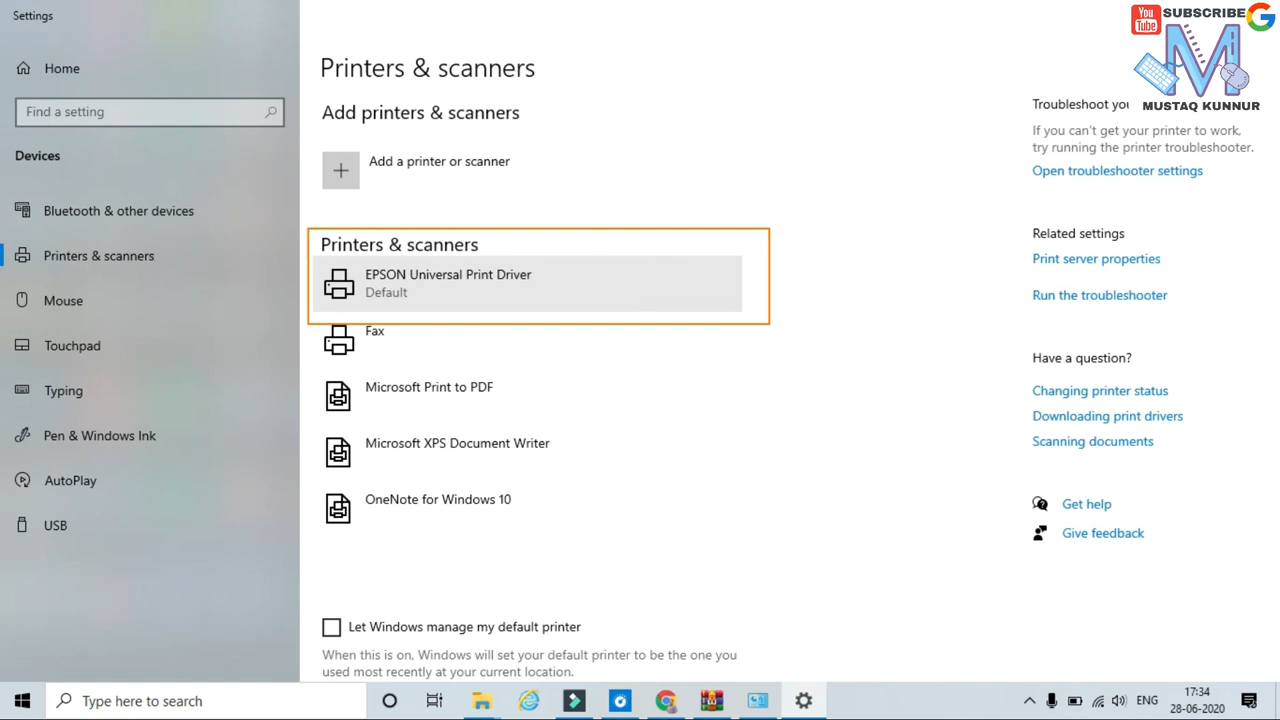 Settings
Home
Find a setting
Devices
Bluetooth & other devices
Printers & scanners
Mouse
Touchpad
Typing
Pen & Windows Ink
AutoPlay
USB
Printers & scanners
Add printers & scanners
Add a printer or scanner
Printers & scanners
EPSON Universal Print Driver
Default
Fax
Microsoft Print to PDF
Microsoft XPS Document Writer
OneNote for Windows 10
Let Windows manage my default printer
When this is on, Windows will set your default printer to be the one you
used most recently at your current location.
You
Tube
SUBSCRIBE
G
M
MUSTAQ KUNNUR
Troubleshoot you
If you can't get your printer to work,
try running the printer troubleshooter.
Open troubleshooter settings
Related settings
Print server properties
Run the troubleshooter
Have a question?
Changing printer status
Downloading print drivers
Scanning documents
Get help
Give feedback
Type here to search
ENG
17:34
28-06-2020